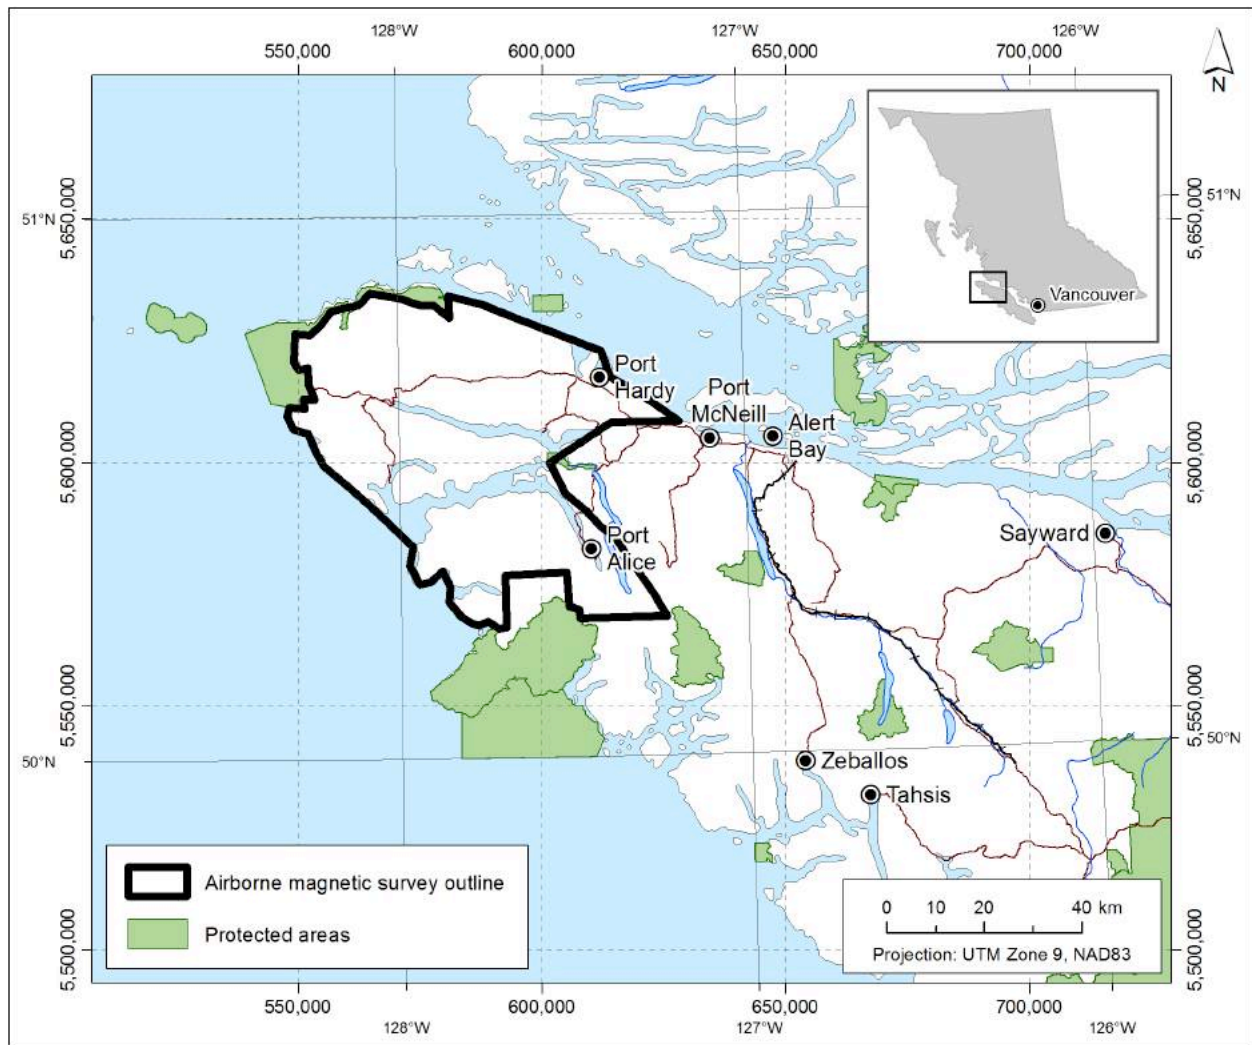 128°W
127°W
126°W
550,000
600,000
650,000
700,000
N
51°N
5,650,000
51°N
5,650,000
Vancouver
Port
Hardy
Port
McNeill
Alert
Bay
5,600,000
5,600,000
Sayward
Port
Alice
5,550,000
5,550,000
50°N
50°N
Zeballos
Tahsis
Airborne magnetic survey outline
Protected areas
0 10 20 40 km
Projection: UTM Zone 9, NAD83
5,500,000
5,500,000
550,000
600,000
650,000
700,000
128°W
127°W
126°W